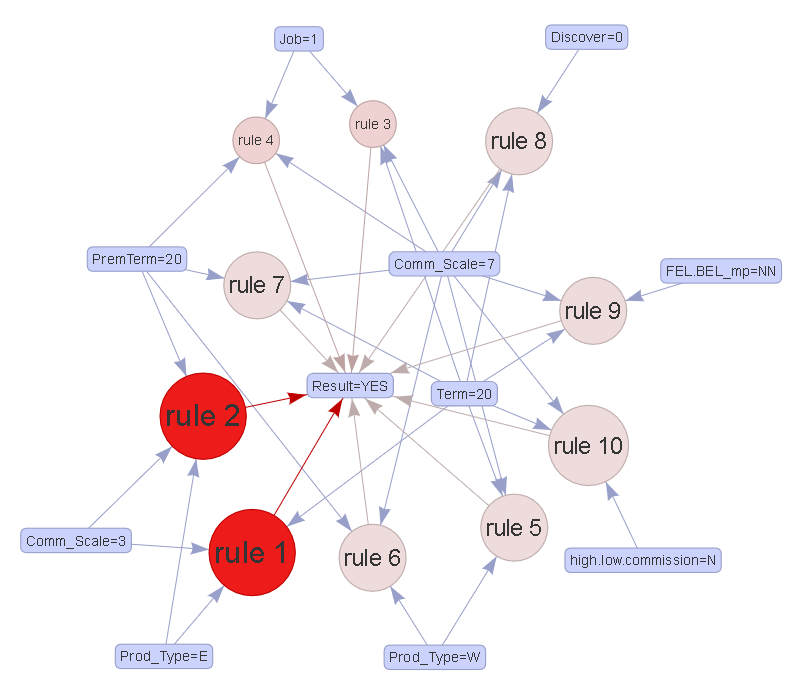 Job=1
Discover=0
rule 4
rule 3
rule 8
PremTerm=20
Comm_Scale=7
FEL.BEL_mp=NN
rule 7
rule 9
Result=YES
Term=20
rule 2
rule 10
Comm_Scale=3
rule 1
rule 6
rule 5
high.low.commission=N
Prod_Type=E
Prod_Type=W